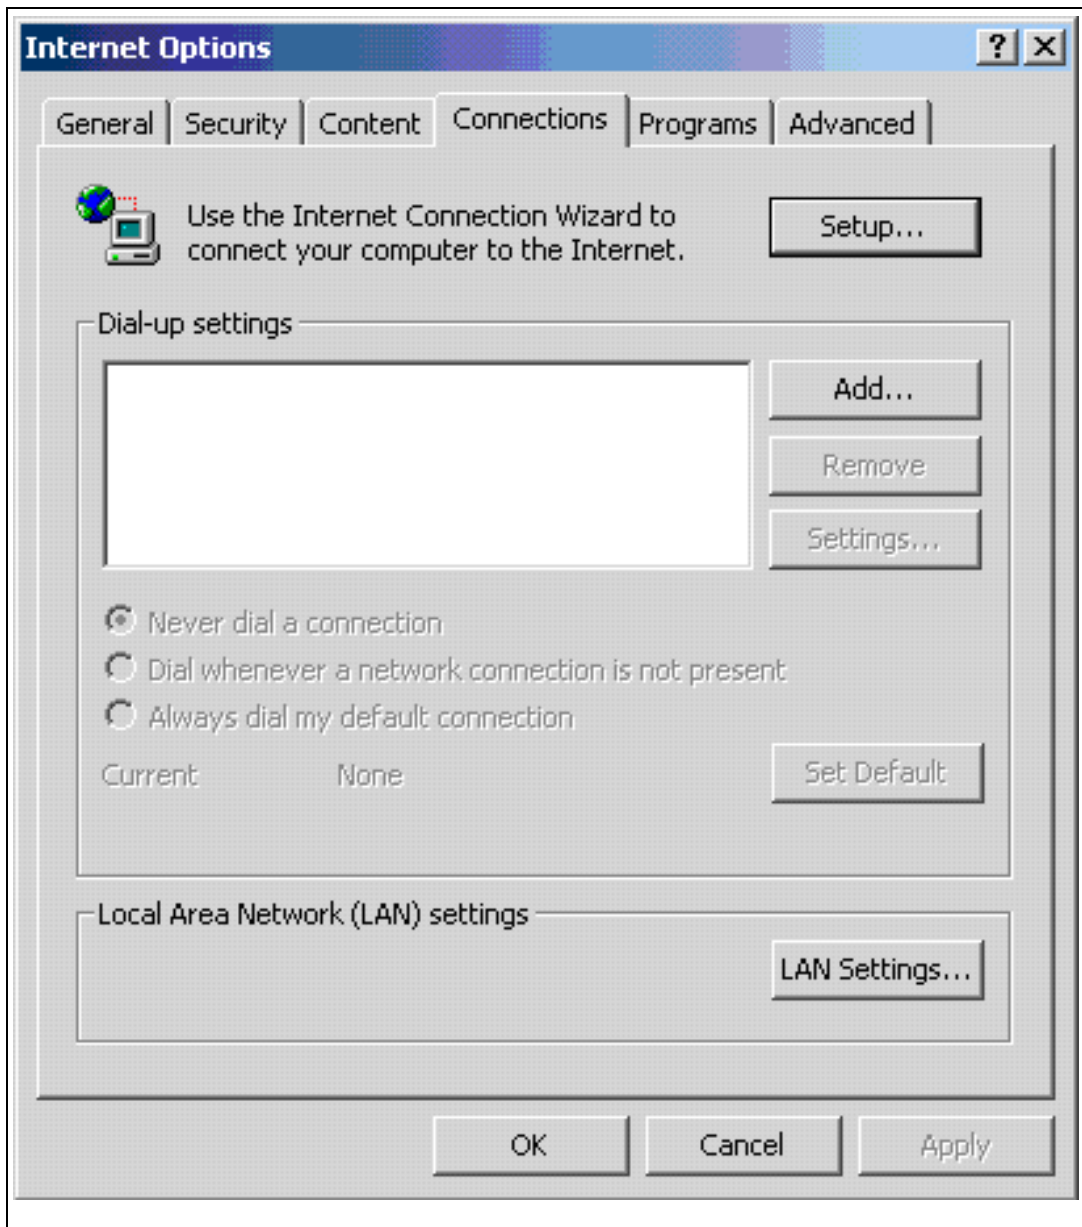 Internet Options
General Security Content Connections Programs Advanced
Use the Internet Connection Wizard to
connect your computer to the Internet.
Setup...
Dial-up settings
Add...
Remove
Settings...
Never dial a connection
Dial whenever a network connection is not present
Always dial my default connection
Current None Set Default
Local Area Network (LAN) settings
LAN Settings...
OK Cancel Apply